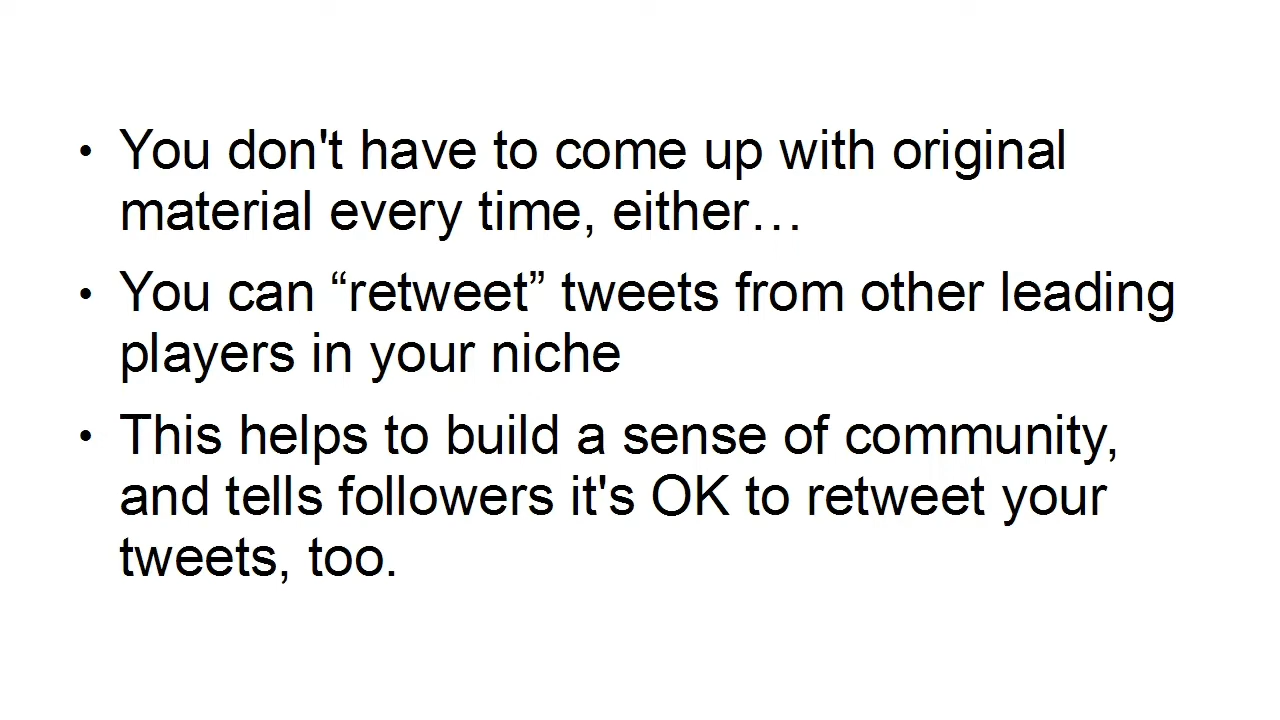 • You don't have to come up with original
material every time, either…
• You can “retweet” tweets from other leading
players in your niche
• This helps to build a sense of community,
and tells followers it's OK to retweet your
tweets, too.